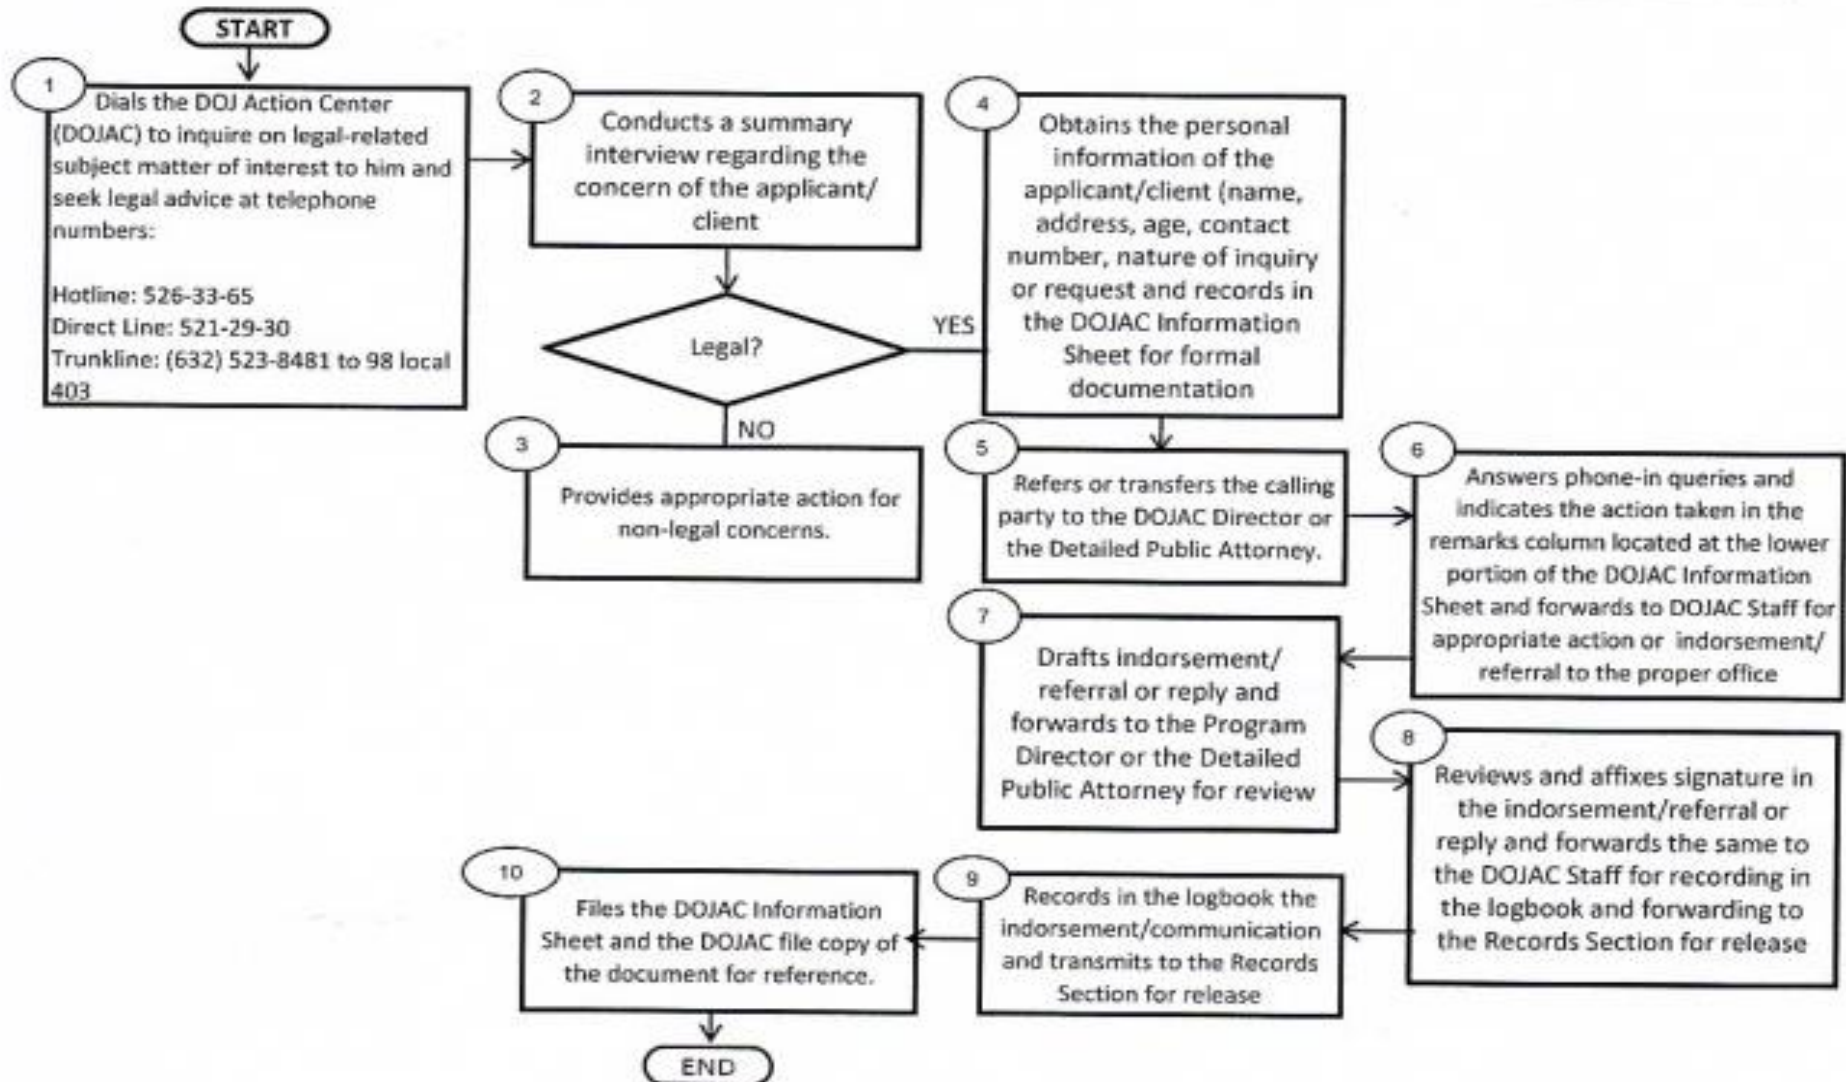 START
1
Dials the DOJ Action Center
(DOJAC) to inquire on legal-related
subject matter of interest to him and
seek legal advice at telephone
numbers:
Hotline: 526-33-65
Direct Line: 521-29-30
Trunkline: (632) 523-8481 to 98 local
403
2
Conducts a summary
interview regarding the
concern of the applicant/
client
Legal?
YES
NO
3
Provides appropriate action for
non-legal concerns.
4
Obtains the personal
information of the
applicant/client (name,
address, age, contact
number, nature of inquiry
or request and records in
the DOJAC Information
Sheet for formal
documentation
5
Refers or transfers the calling
party to the DOJAC Director or
the Detailed Public Attorney.
6
Answers phone-in queries and
indicates the action taken in the
remarks column located at the lower
portion of the DOJAC Information
Sheet and forwards to DOJAC Staff for
appropriate action or indorsement/
referral to the proper office
7
Drafts indorsement/
referral or reply and
forwards to the Program
Director or the Detailed
Public Attorney for review
8
Reviews and affixes signature in
the indorsement/referral or
reply and forwards the same to
the DOJAC Staff for recording in
the logbook and forwarding to
the Records Section for release
9
Records in the logbook the
indorsement/communication
and transmits to the Records
Section for release
10
Files the DOJAC Information
Sheet and the DOJAC file copy of
the document for reference.
END